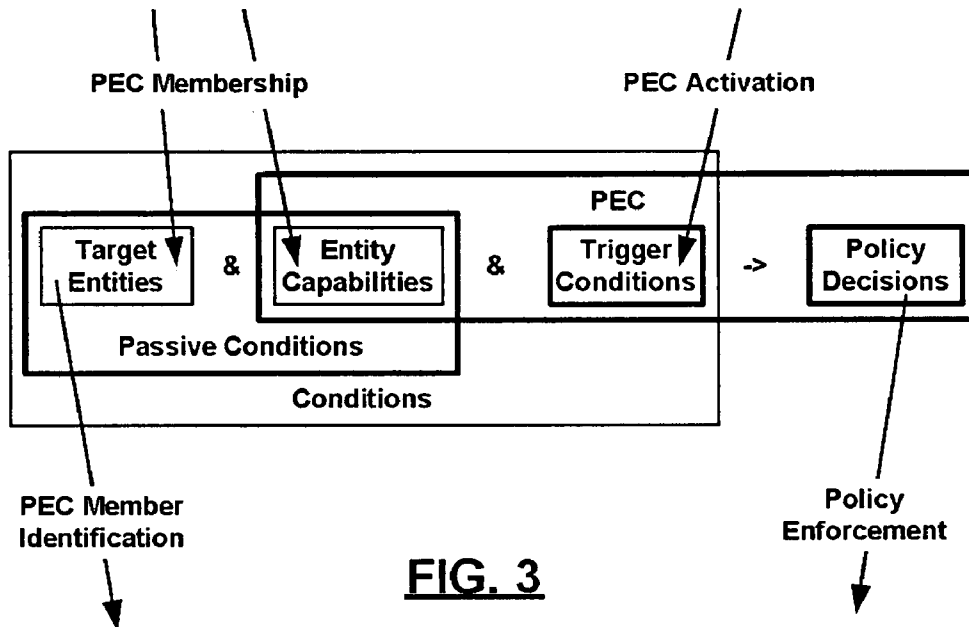 PEC Membership
PEC Activation
PEC
Target
Entities
&
Entity
Capabilities
&
Trigger
Conditions
->
Policy
Decisions
Passive Conditions
Conditions
PEC Member
Identification
Policy
Enforcement
FIG. 3